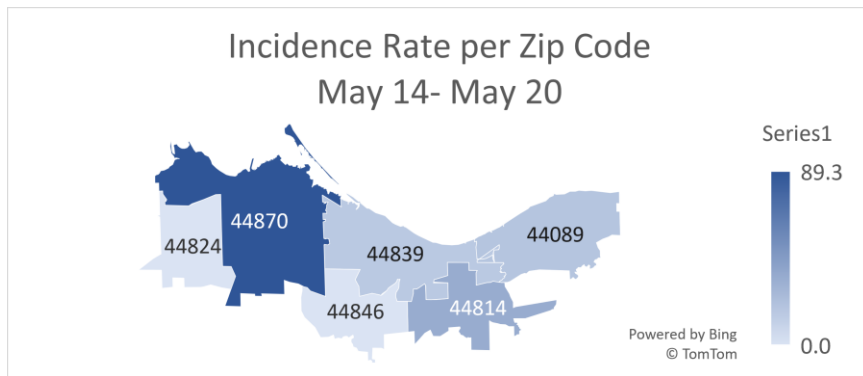 Incidence Rate per Zip Code
May 14- May 20
Series1
89.3
44870
44824
44839
44089
44846
44814
0.0
Powered by Bing
© TomTom